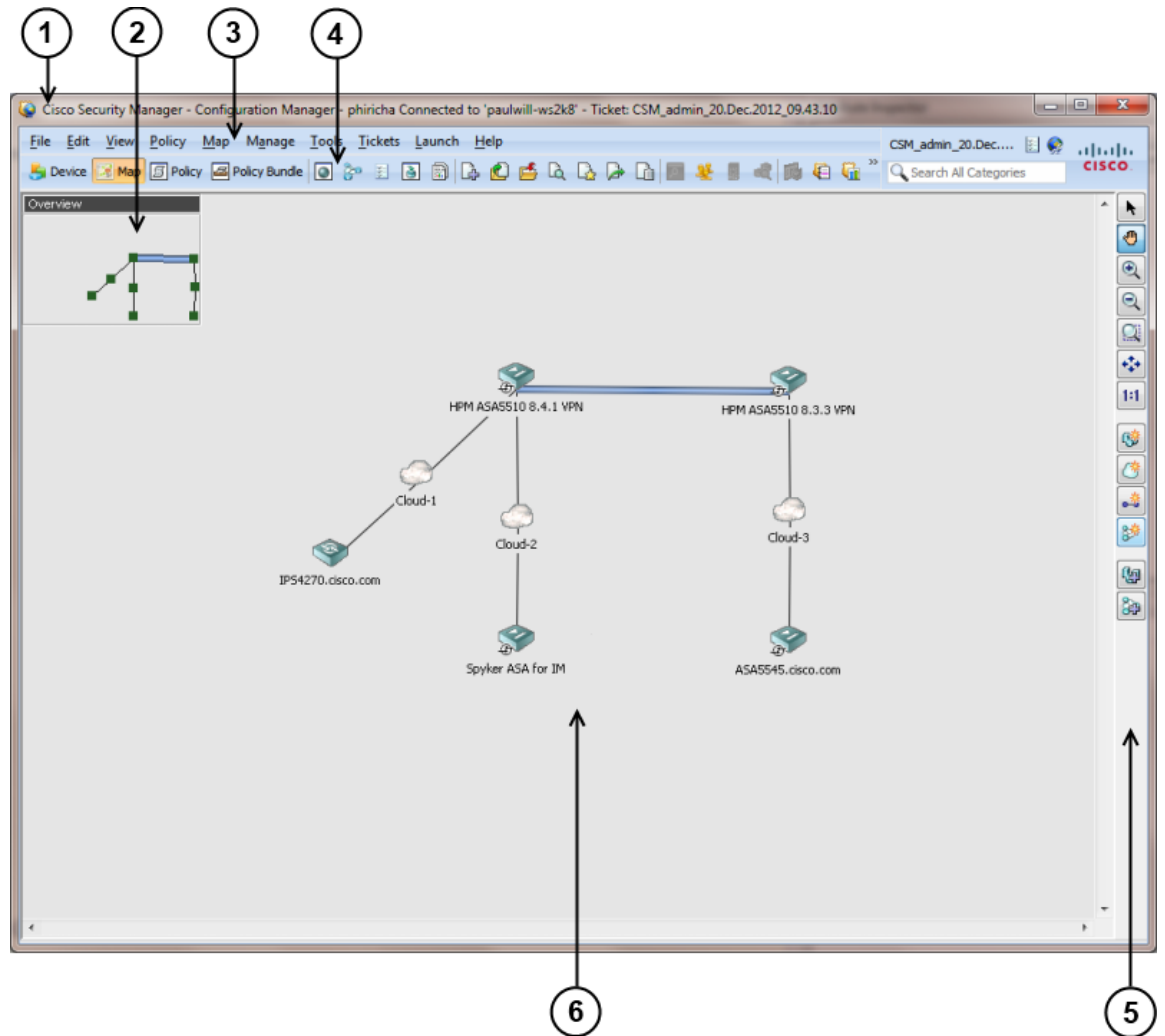 1 2 3 4
Cisco Security Manager - Configuration Manager - phiricha Connected to 'paulwill-ws2k8' - Ticket: CSM_admin_20.Dec.2012_09.43.10
File Edit View Policy Map Manage Tools Tickets Launch Help
CSM_admin_20.Dec....
CISCO
Device Map Policy Policy Bundle
»
Search All Categories
Overview
1:1
HPM ASA5510 8.4.1 VPN
HPM ASA5510 8.3.3 VPN
Cloud-1
Cloud-2
Cloud-3
IPS4270.cisco.com
Spyker ASA for IM
ASA5545.cisco.com
6 5